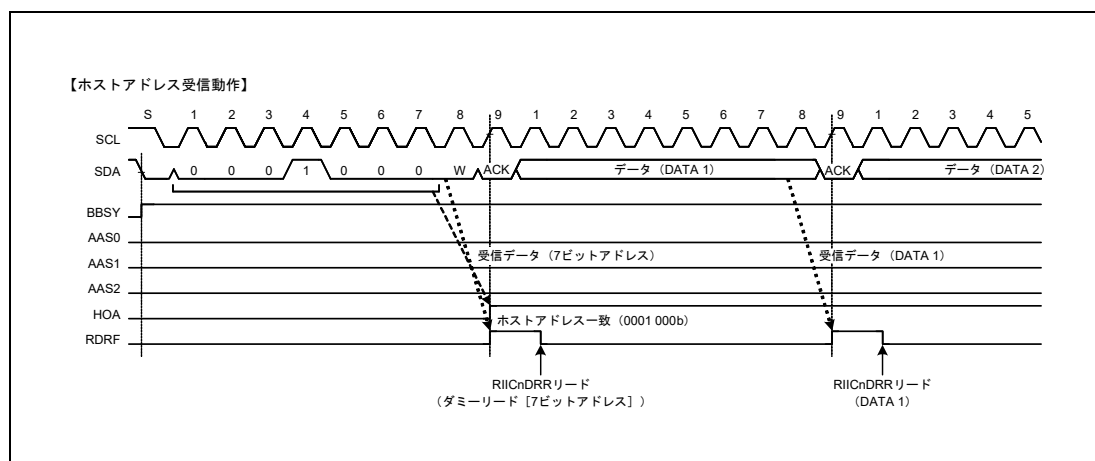 【ホストアドレス受信動作】
S 1 2 3 4 5 6 7 8 9 1 2 3 4 5 6 7 8 9 1 2 3 4 5
SCL
SDA 0 0 0 1 0 0 0 W ACK データ（DATA 1） ACK データ（DATA 2）
BBSY
AAS0
AAS1 受信データ（7ビットアドレス） 受信データ（DATA 1）
AAS2
HOA ホストアドレス一致（0001 000b）
RDRF
RIICnDRRリード RIICnDRRリード
（ダミーリード［7ビットアドレス］） （DATA 1）